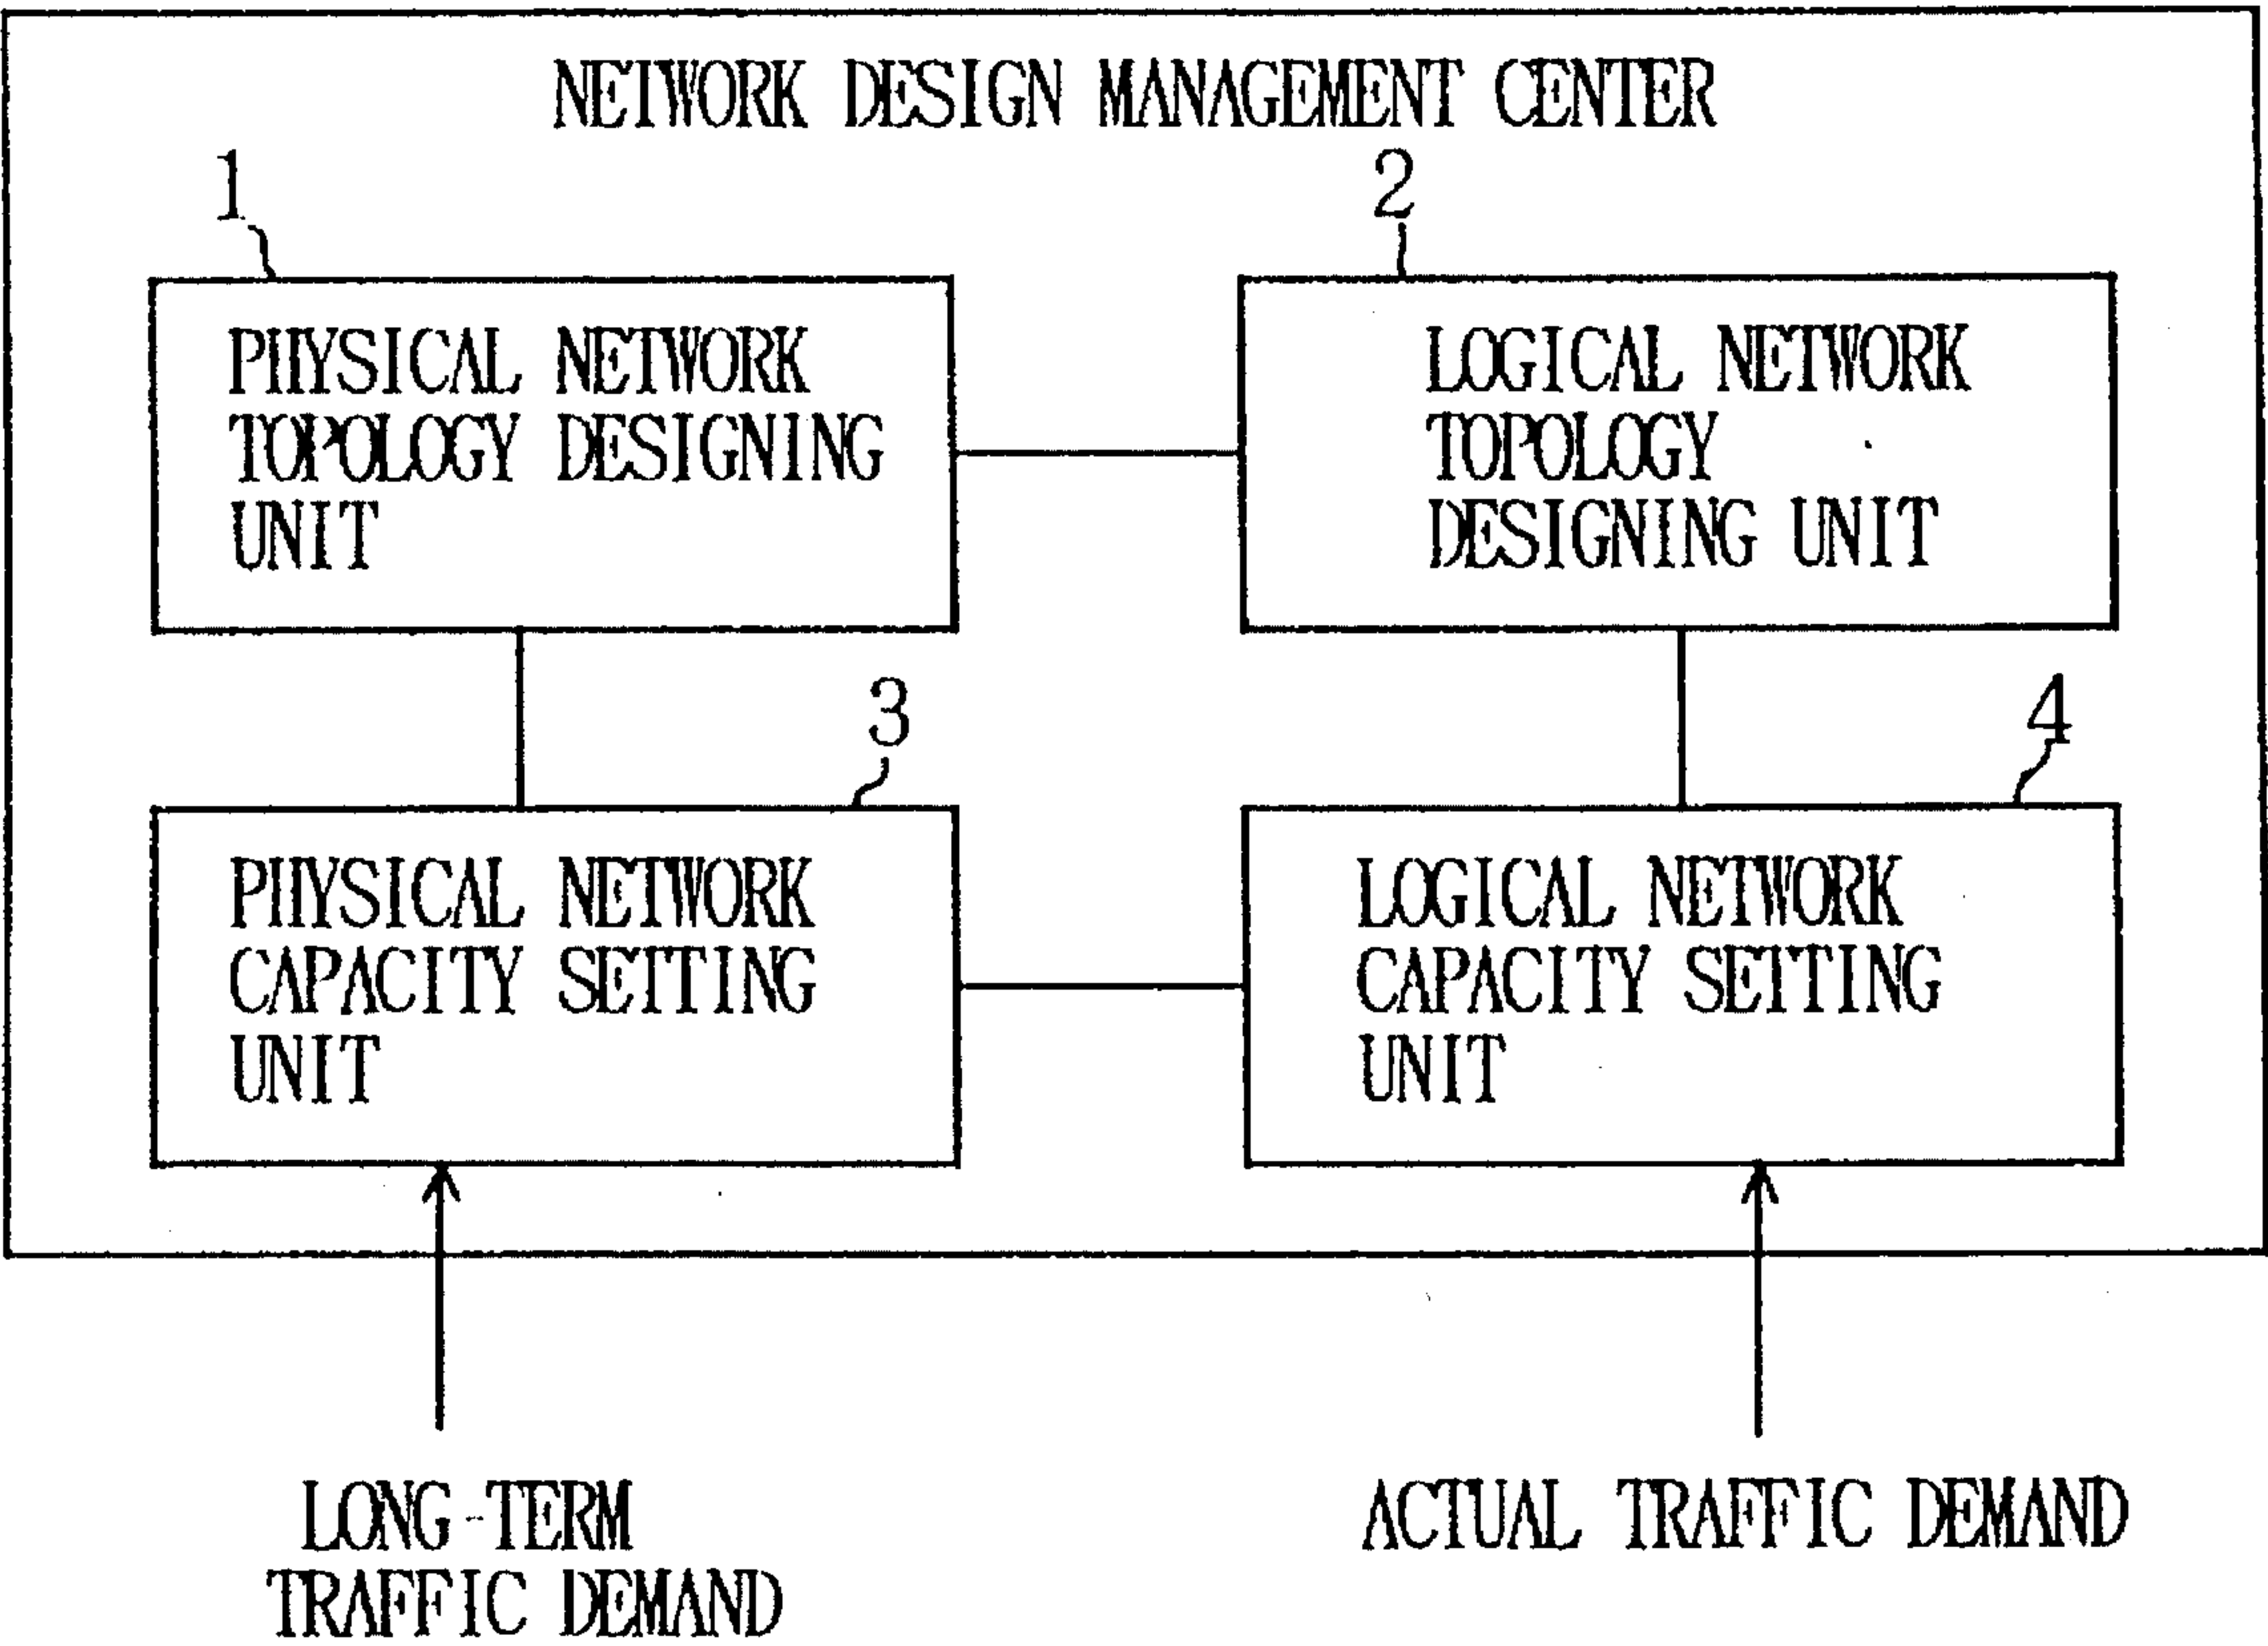 NETWORK DESIGN MANAGEMENT CENTER
1
2
PHYSICAL NETWORK
TOPOLOGY DESIGNING
UNIT
LOGICAL NETWORK
TOPOLOGY
DESIGNING UNIT
3
4
PHYSICAL NETWORK
CAPACITY SETTING
UNIT
LOGICAL NETWORK
CAPACITY SETTING
UNIT
LONG-TERM
TRAFFIC DEMAND
ACTUAL TRAFFIC DEMAND